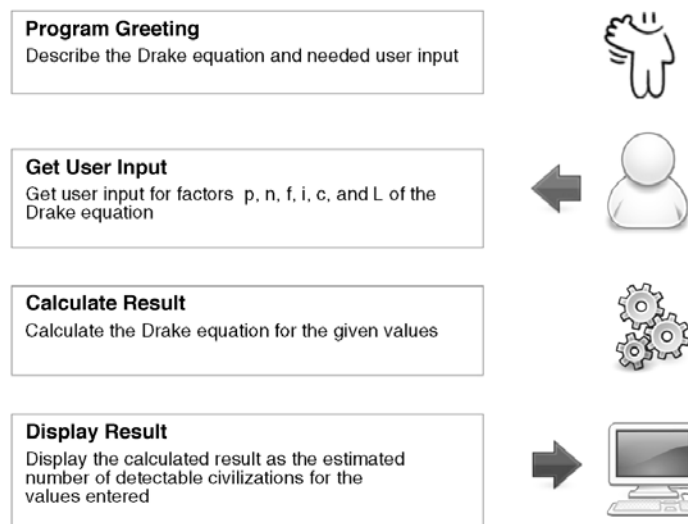 Program Greeting
Describe the Drake equation and needed user input
Get User Input
Get user input for factors p, n, f, i, c, and L of the
Drake equation
Calculate Result
Calculate the Drake equation for the given values
Display Result
Display the calculated result as the estimated
number of detectable civilizations for the
values entered